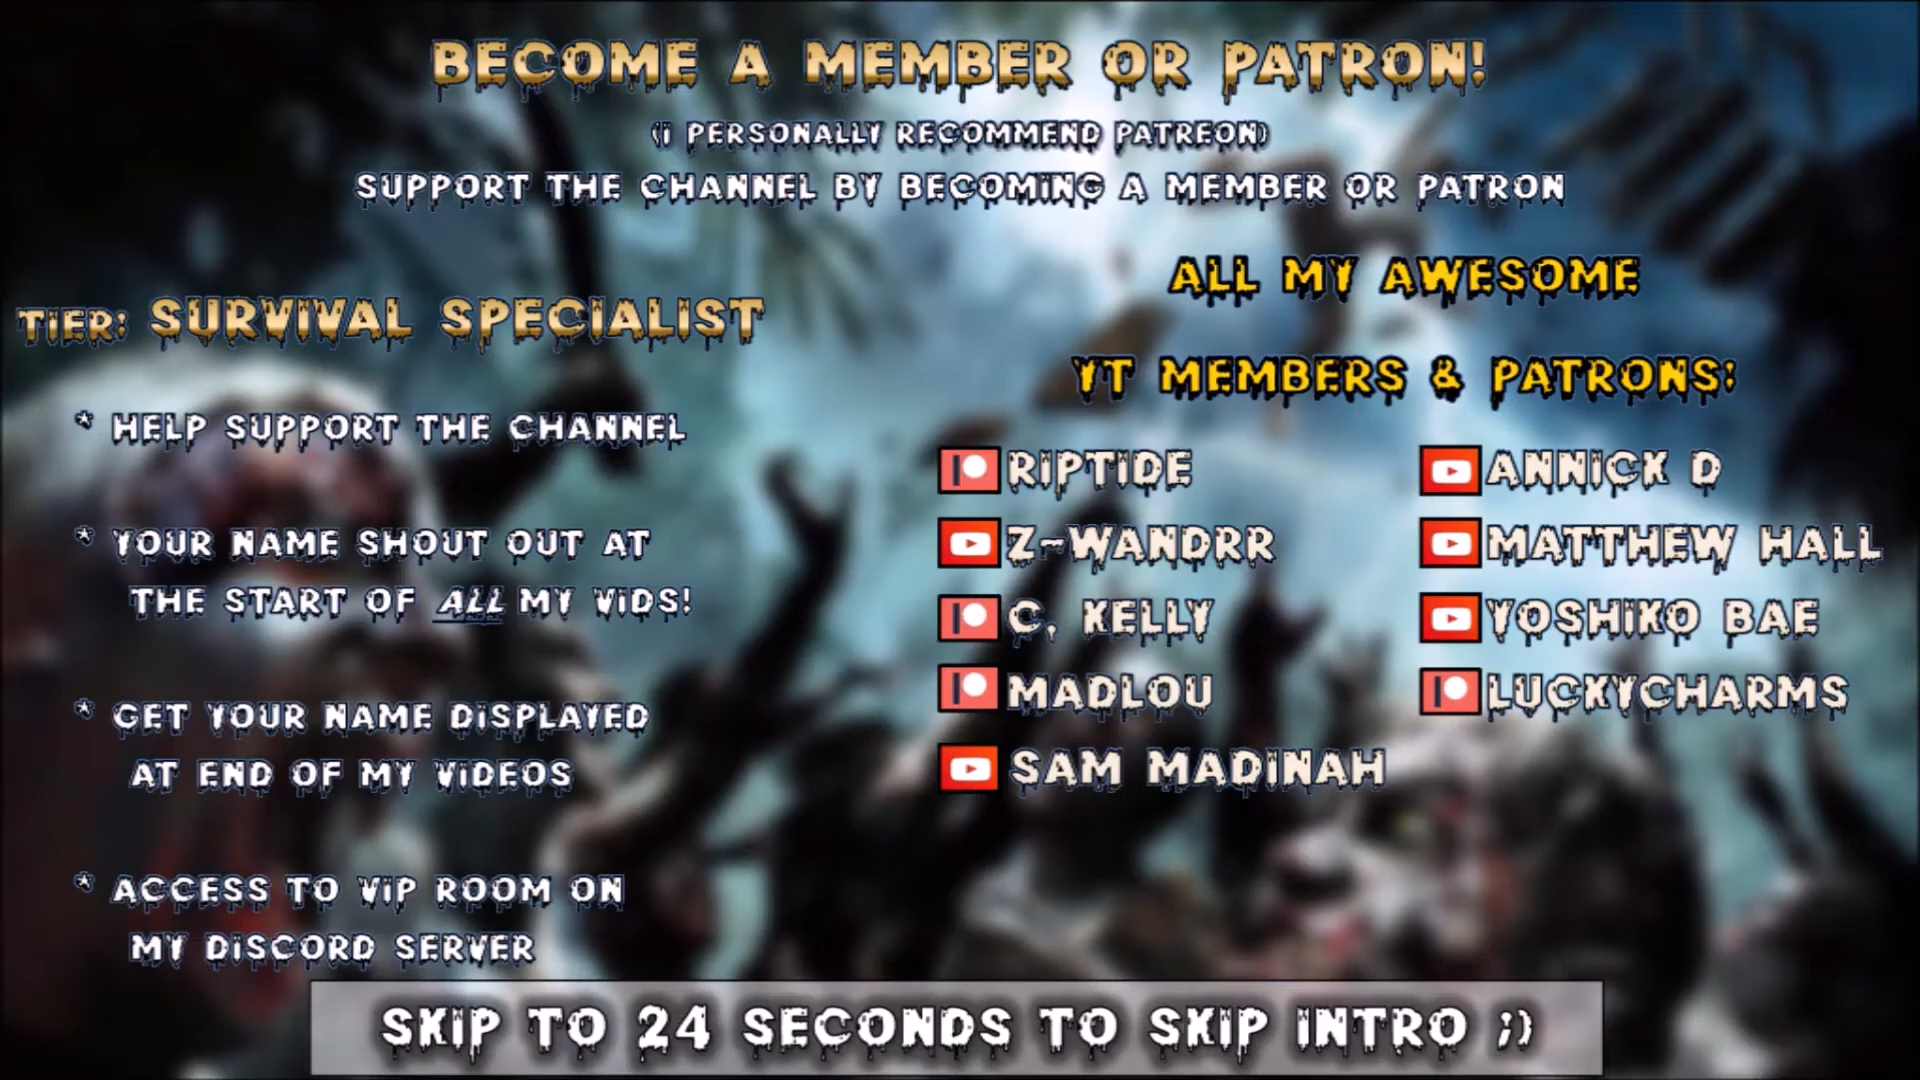 BECOME A MEMBER OR PATRON!
(I PERSONALLY RECOMMEND PATREON)
SUPPORT THE CHANNEL BY BECOMING A MEMBER OR PATRON
TIER: SURVIVAL SPECIALIST
* HELP SUPPORT THE CHANNEL
* YOUR NAME SHOUT OUT AT
THE START OF ALL MY VIDS!
* GET YOUR NAME DISPLAYED
AT END OF MY VIDEOS
* ACCESS TO VIP ROOM ON
MY DISCORD SERVER
ALL MY AWESOME
YT MEMBERS & PATRONS:
RIPTIDE
Z-WANDRR
C. KELLY
MADLOU
SAM MADINAH
ANNICK D
MATTHEW HALL
YOSHIKO BAE
LUCKYCHARMS
SKIP TO 24 SECONDS TO SKIP INTRO ;)